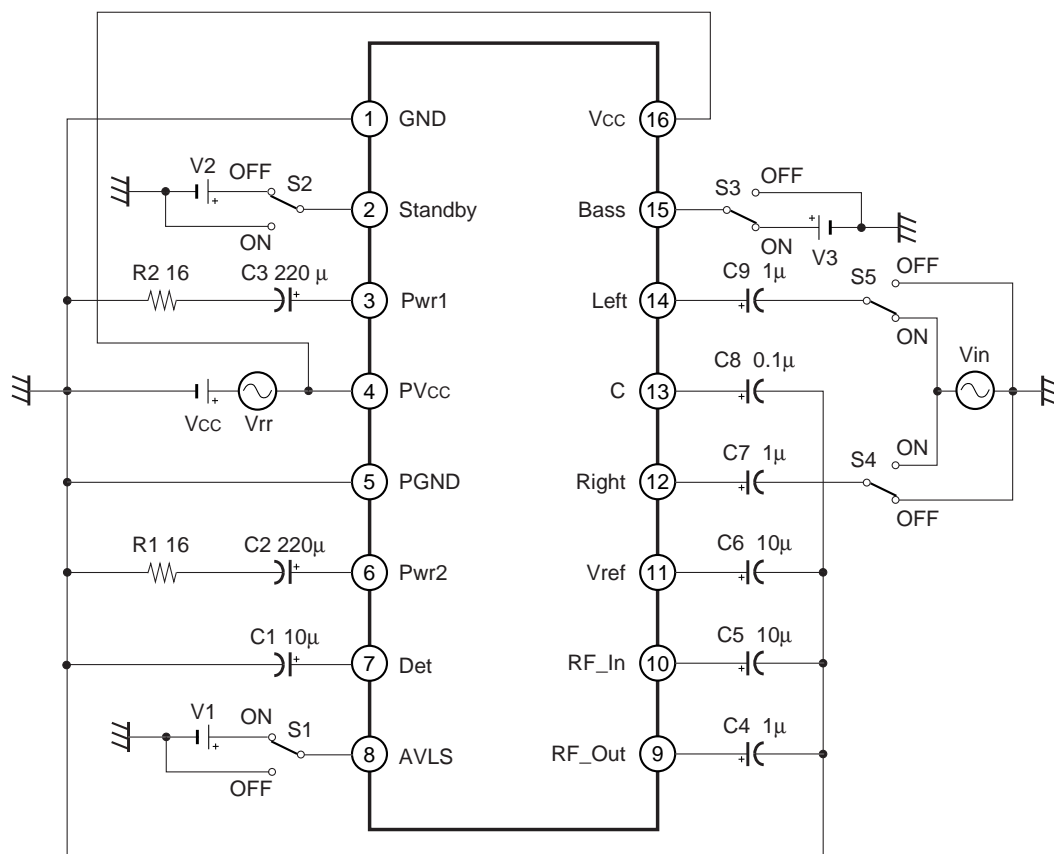 1 GND
Vcc 16
V2
OFF
S2
ON
2 Standby
Bass 15
S3
OFF
ON
V3
R2 16
C3 220 μ
3 Pwr1
Left 14
C9 1μ
S5
OFF
ON
Vcc
Vrr
4 PVcc
C 13
C8 0.1μ
Vin
5 PGND
Right 12
C7 1μ
S4
ON
OFF
R1 16
C2 220μ
6 Pwr2
Vref 11
C6 10μ
C1 10μ
7 Det
RF_In 10
C5 10μ
V1
ON
S1
OFF
8 AVLS
RF_Out 9
C4 1μ